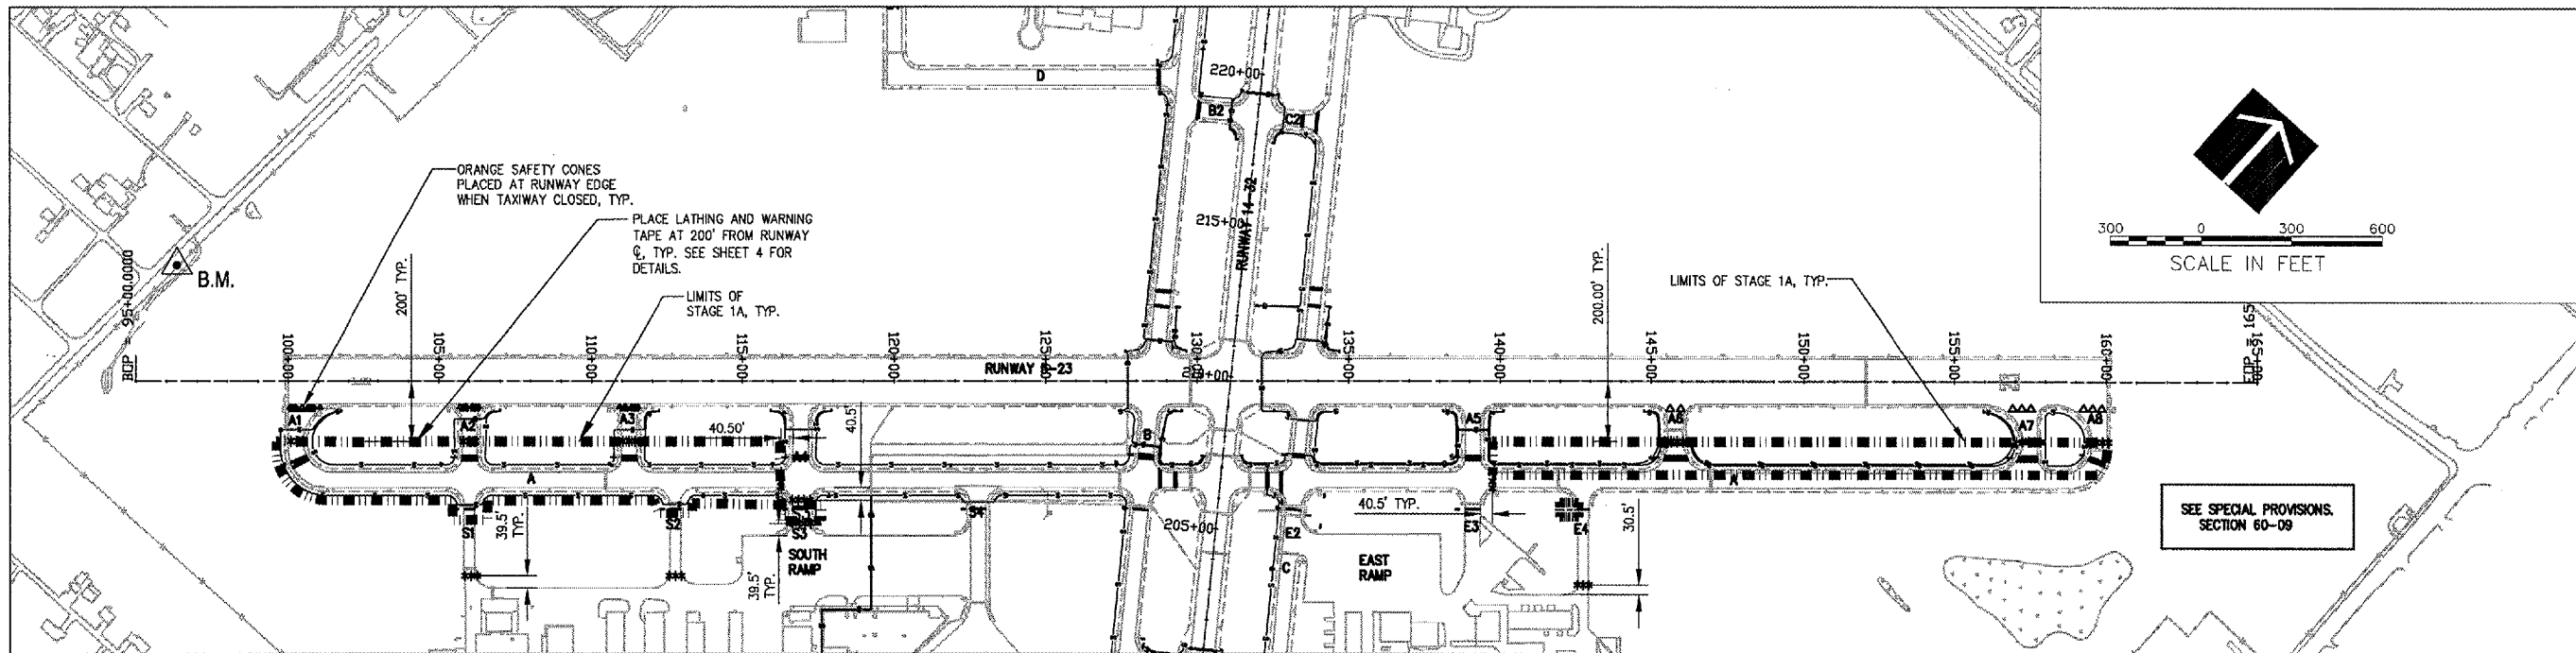 D
220+00
B2
C2
ORANGE SAFETY CONES
PLACED AT RUNWAY EDGE
WHEN TAXIWAY CLOSED, TYP.
PLACE LATHING AND WARNING
TAPE AT 200' FROM RUNWAY
℄, TYP. SEE SHEET 4 FOR
DETAILS.
LIMITS OF
STAGE 1A, TYP.
215+00
RUNWAY 14-32
300 0 300 600
SCALE IN FEET
B.M.
BOP = 95+00.0000
200' TYP.
200.00' TYP.
LIMITS OF STAGE 1A, TYP.
100+00
105+00
110+00
115+00
120+00
125+00
130+00
135+00
140+00
145+00
150+00
155+00
160+00
RUNWAY
-23
A1
A2
A3
40.50'
40.5'
B
A5
A6
A7
A8
A
A
S1
39.5'
TYP.
S2
S3
SOUTH
RAMP
39.5'
TYP.
S4
205+00
E2
C
EAST
RAMP
40.5' TYP.
E3
E4
30.5'
SEE SPECIAL PROVISIONS.
SECTION 60-09